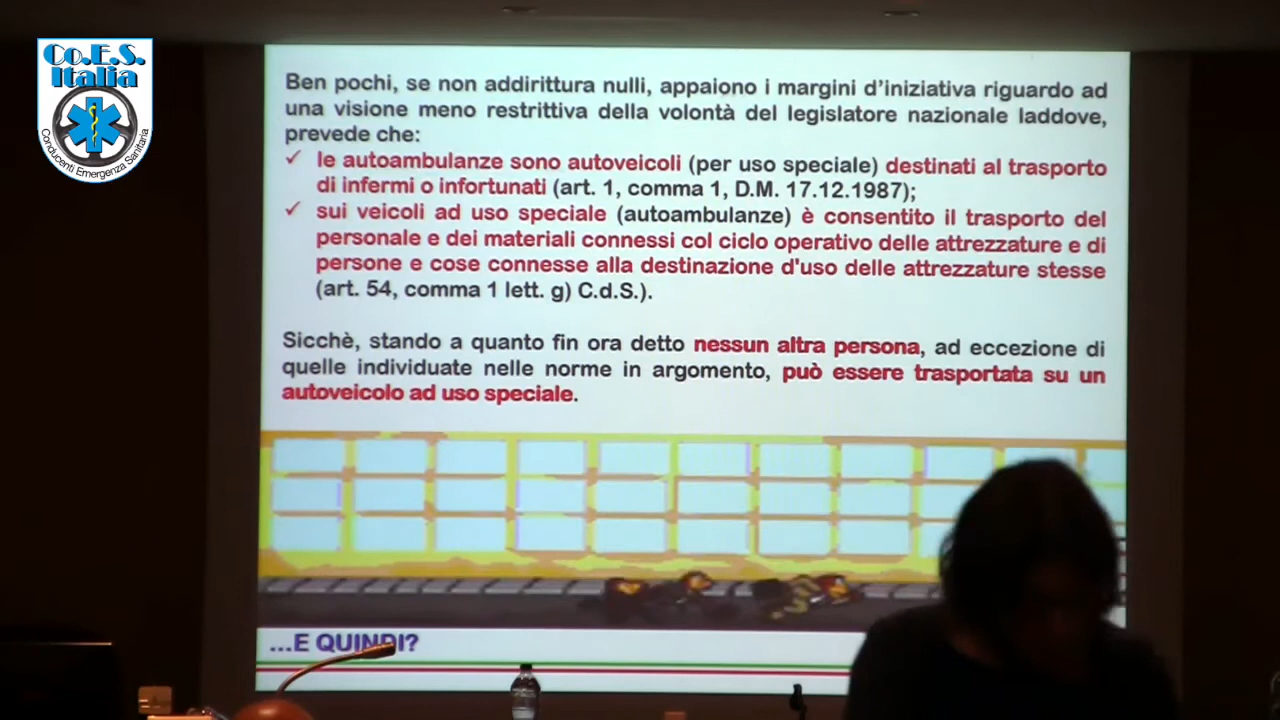 Co.E.S.
Italia
Conducenti Emergenza Sanitaria
Ben pochi, se non addirittura nulli, appaiono i margini d'iniziativa riguardo ad
una visione meno restrittiva della volontà del legislatore nazionale laddove,
prevede che:
✓ le autoambulanze sono autoveicoli (per uso speciale) destinati al trasporto
di infermi o infortunati (art. 1, comma 1, D.M. 17.12.1987);
✓ sui veicoli ad uso speciale (autoambulanze) è consentito il trasporto del
personale e dei materiali connessi col ciclo operativo delle attrezzature e di
persone e cose connesse alla destinazione d'uso delle attrezzature stesse
(art. 54, comma 1 lett. g) C.d.S.).
Sicchè, stando a quanto fin ora detto nessun altra persona, ad eccezione di
quelle individuate nelle norme in argomento, può essere trasportata su un
autoveicolo ad uso speciale.
...E QUINDI?